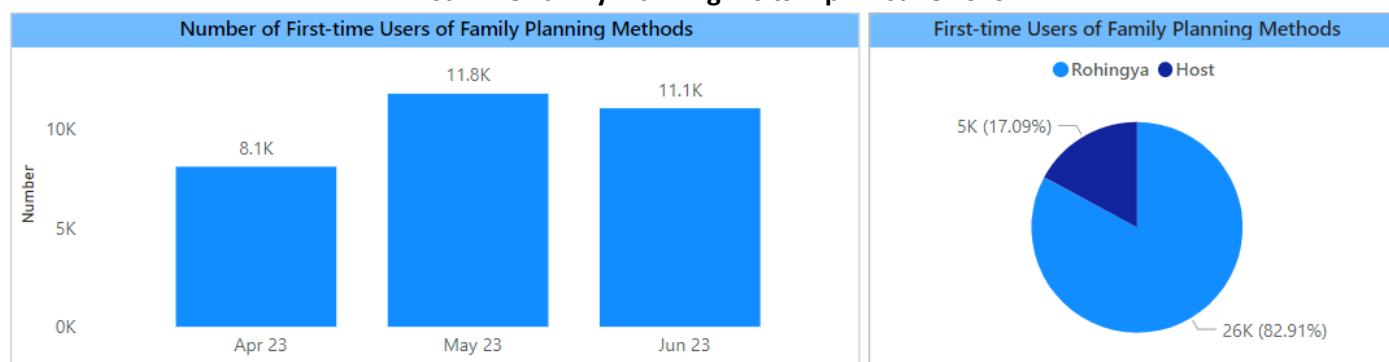 Number of First-time Users of Family Planning Methods
Number
10K
5K
0K
8.1K
11.8K
11.1K
Apr 23
May 23
Jun 23
First-time Users of Family Planning Methods
Rohingya Host
5K (17.09%)
26K (82.91%)